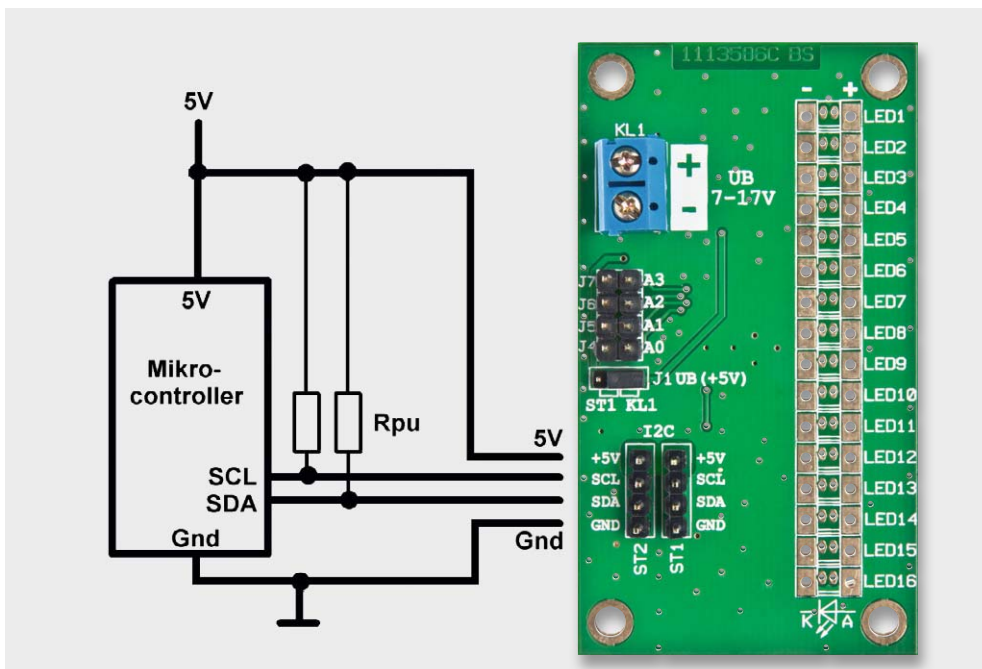 5V
5V
Mikro-
controller
SCL
SDA
Gnd
Rpu
5V
Gnd
1113586C BS
KL1
+
-
UB
7-17V
J7 A3
J6 A2
J5 A1
J4 A0
J1 UB(+5V)
ST1 KL1
I2C
+5V +5V
SCL SCL
SDA SDA
GND GND
ST2 ST1
- +
LED1
LED2
LED3
LED4
LED5
LED6
LED7
LED8
LED9
LED10
LED11
LED12
LED13
LED14
LED15
LED16
K A